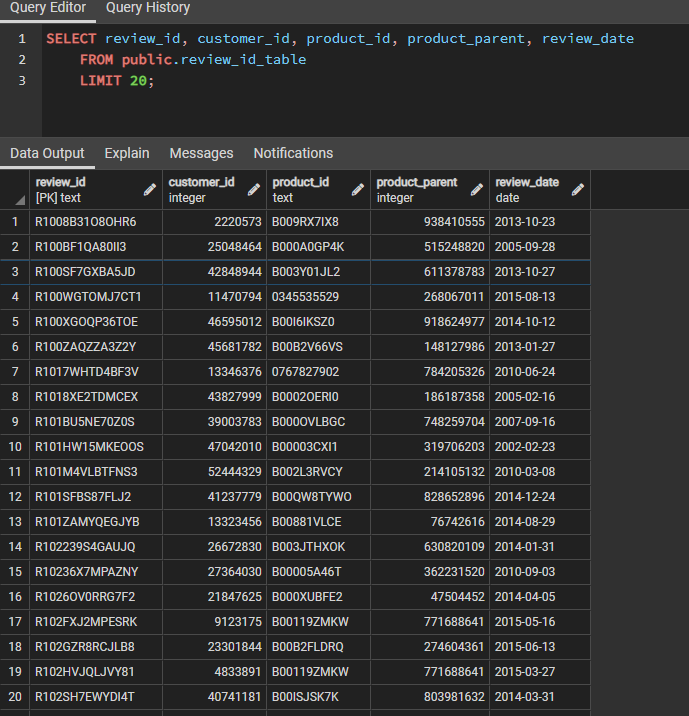 Query Editor Query History
1 SELECT review_id, customer_id, product_id, product_parent, review_date
2 FROM public.review_id_table
3 LIMIT 20;
Data Output Explain Messages Notifications
review_id customer_id product_id product_parent review_date
[PK] text integer text integer date
1 R1008B31O8OHR6 2220573 B009RX7IX8 938410555 2013-10-23
2 R100BF1QA80II3 25048464 B000A0GP4K 515248820 2005-09-28
3 R100SF7GXBA5JD 42848944 B003Y01JL2 611378783 2013-10-27
4 R100WGTOMJ7CT1 11470794 0345535529 268067011 2015-08-13
5 R100XGOQP36TOE 46595012 B00I6IKSZ0 918624977 2014-10-12
6 R100ZAQZZA3Z2Y 45681782 B00B2V66VS 148127986 2013-01-27
7 R1017WHTD4BF3V 13346376 0767827902 784205326 2010-06-24
8 R1018XE2TDMCEX 43827999 B0002OERI0 186187358 2005-02-16
9 R101BU5NE70Z0S 39003783 B000OVLBGC 748259704 2007-09-16
10 R101HW15MKEOOS 47042010 B00003CXI1 319706203 2002-02-23
11 R101M4VLBTFNS3 52444329 B002L3RVCY 214105132 2010-03-08
12 R101SFBS87FLJ2 41237779 B00QW8TYWO 828652896 2014-12-24
13 R101ZAMYQEGJYB 13323456 B00881VLCE 76742616 2014-08-29
14 R102239S4GAUJQ 26672830 B003JTHXOK 630820109 2014-01-31
15 R10236X7MPAZNY 27364030 B00005A46T 362231520 2010-09-03
16 R1026OV0RRG7F2 21847625 B000XUBFE2 47504452 2014-04-05
17 R102FXJ2MPESRK 9123175 B00119ZMKW 771688641 2015-05-16
18 R102GZR8RCJLB8 23301844 B00B2FLDRQ 274604361 2015-06-13
19 R102HVJQLJVY81 4833891 B00119ZMKW 771688641 2015-03-27
20 R102SH7EWYDI4T 40741181 B00ISJSK7K 803981632 2014-03-31